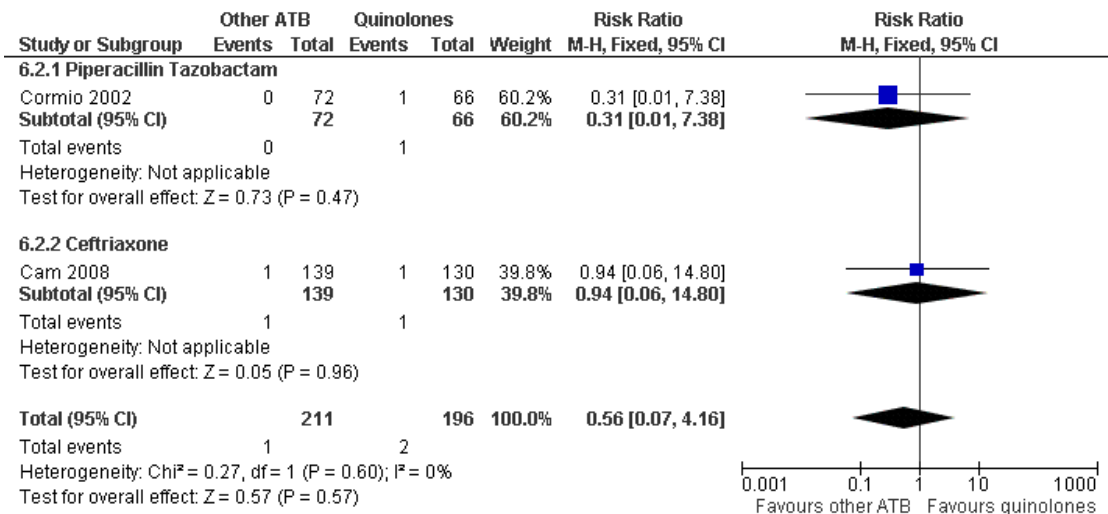 Other ATB Quinolones Risk Ratio Risk Ratio
Study or Subgroup Events Total Events Total Weight M-H, Fixed, 95% CI M-H, Fixed, 95% CI
6.2.1 Piperacillin Tazobactam
Cormio 2002 0 72 1 66 60.2% 0.31 [0.01, 7.38]
Subtotal (95% CI) 72 66 60.2% 0.31 [0.01, 7.38]
Total events 0 1
Heterogeneity: Not applicable
Test for overall effect: Z = 0.73 (P = 0.47)
6.2.2 Ceftriaxone
Cam 2008 1 139 1 130 39.8% 0.94 [0.06, 14.80]
Subtotal (95% CI) 139 130 39.8% 0.94 [0.06, 14.80]
Total events 1 1
Heterogeneity: Not applicable
Test for overall effect: Z = 0.05 (P = 0.96)
Total (95% CI) 211 196 100.0% 0.56 [0.07, 4.16]
Total events 1 2
Heterogeneity: Chi² = 0.27, df = 1 (P = 0.60); I² = 0%
Test for overall effect: Z = 0.57 (P = 0.57)
0.001 0.1 1 10 1000
Favours other ATB Favours quinolones